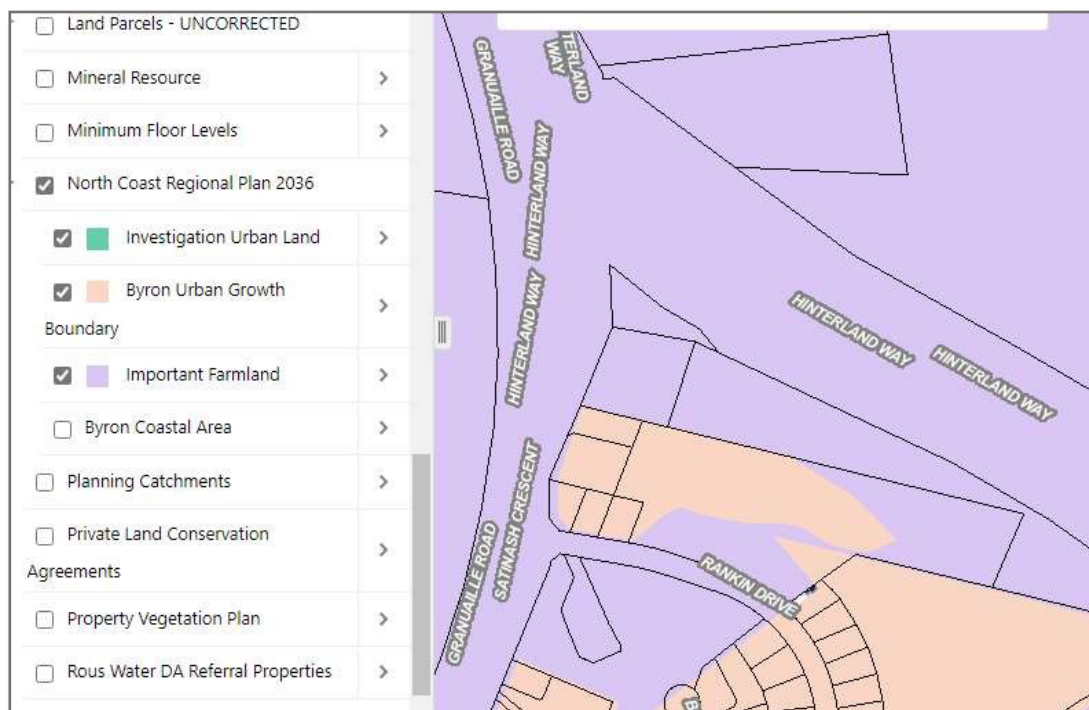 Land Parcels - UNCORRECTED
Mineral Resource
Minimum Floor Levels
North Coast Regional Plan 2036
Investigation Urban Land
Byron Urban Growth
Boundary
Important Farmland
Byron Coastal Area
Planning Catchments
Private Land Conservation
Agreements
Property Vegetation Plan
Rous Water DA Referral Properties
GRANUAILLE ROAD
TERLAND
WAY
HINTERLAND WAY
HINTERLAND WAY
HINTERLAND WAY
HINTERLAND WAY
SATINASH CRESCENT
GRANUAILLE ROAD
RANKIN DRIVE
B